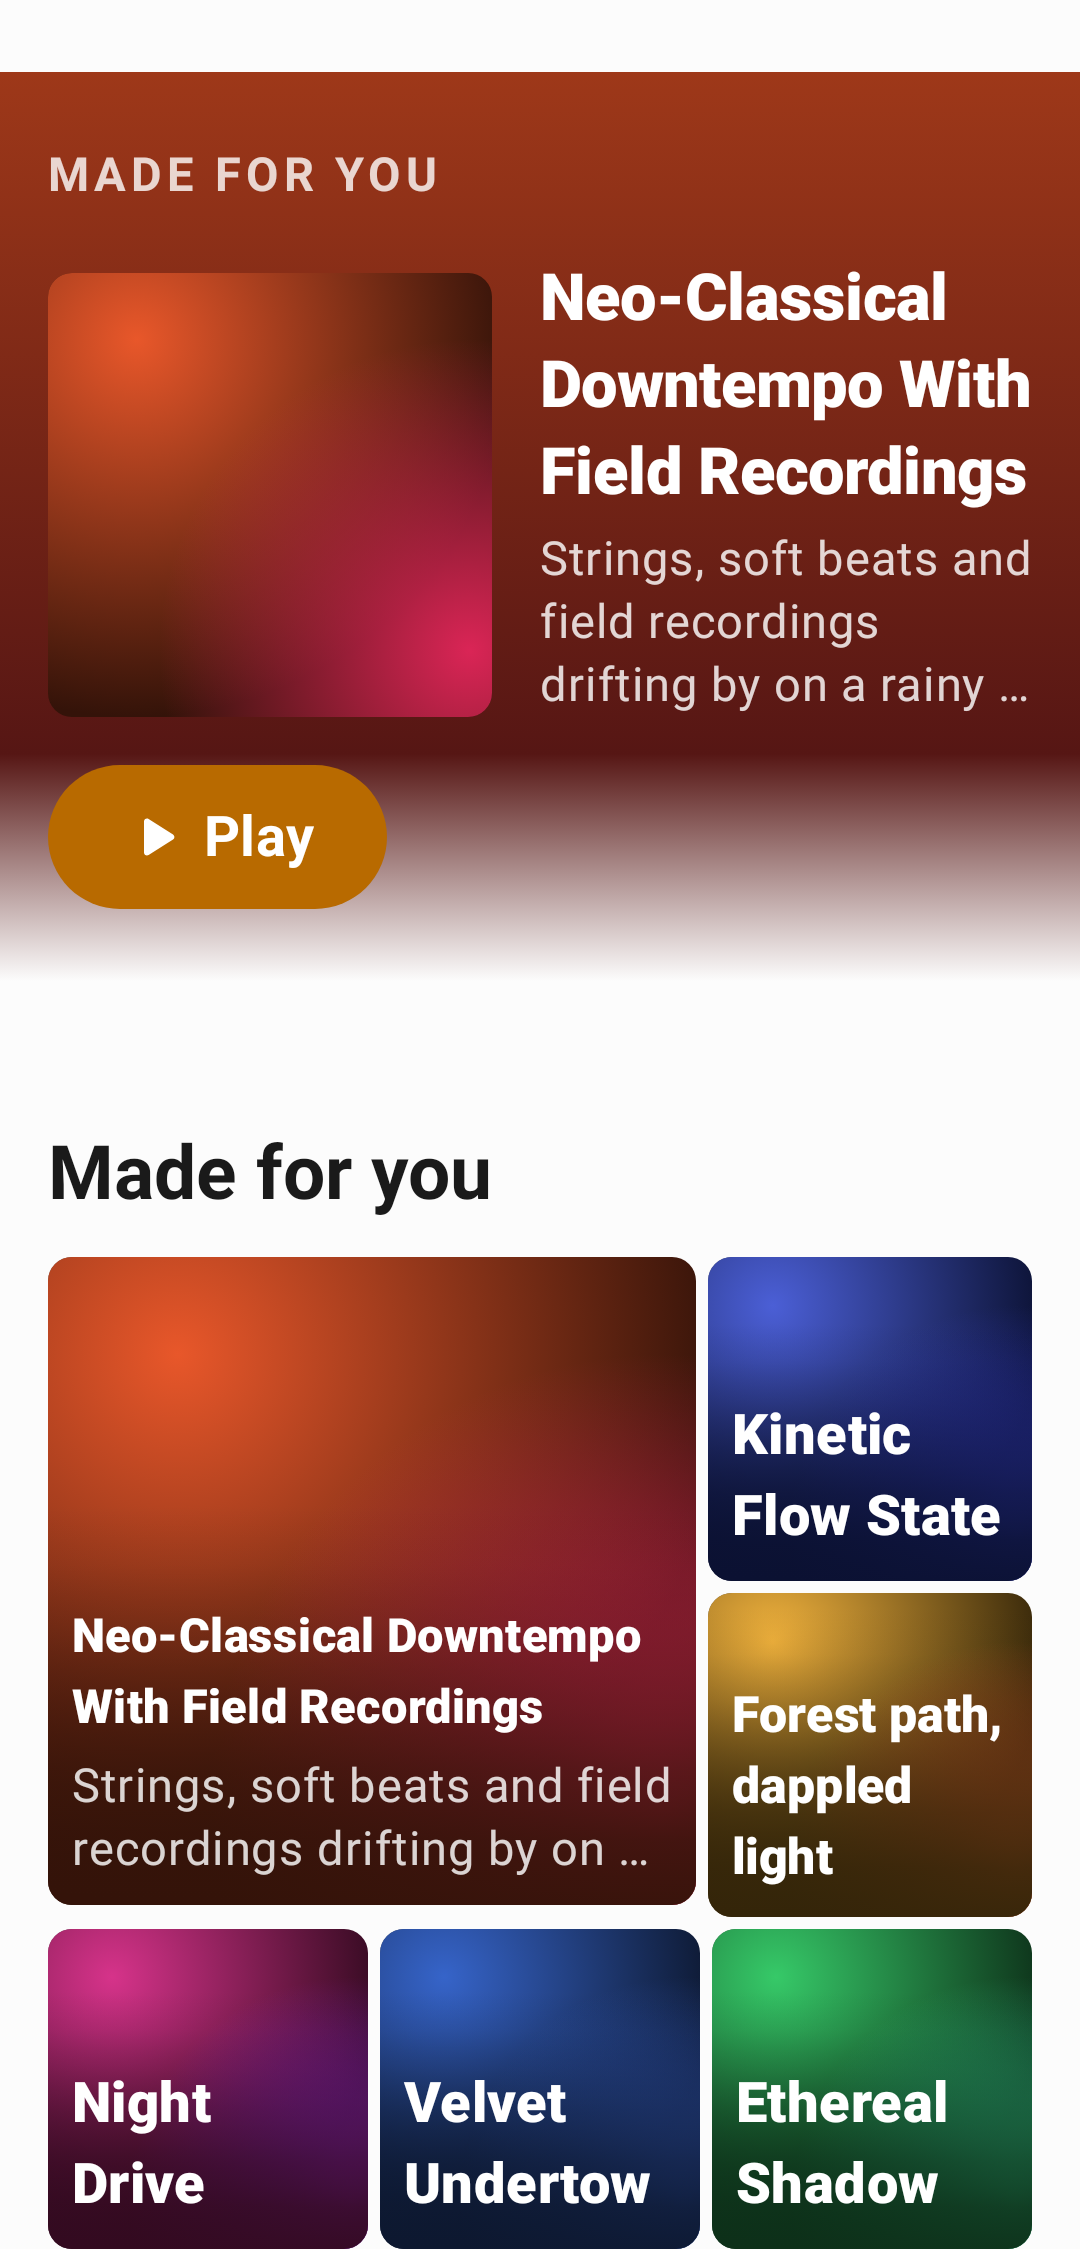 MADE FOR YOU
Neo-Classical
Downtempo With
Field Recordings
Strings, soft beats and
field recordings
drifting by on a rainy …
Play
Made for you
Neo-Classical Downtempo
With Field Recordings
Strings, soft beats and field
recordings drifting by on …
Kinetic
Flow State
Forest path,
dappled
light
Night
Drive
Velvet
Undertow
Ethereal
Shadow